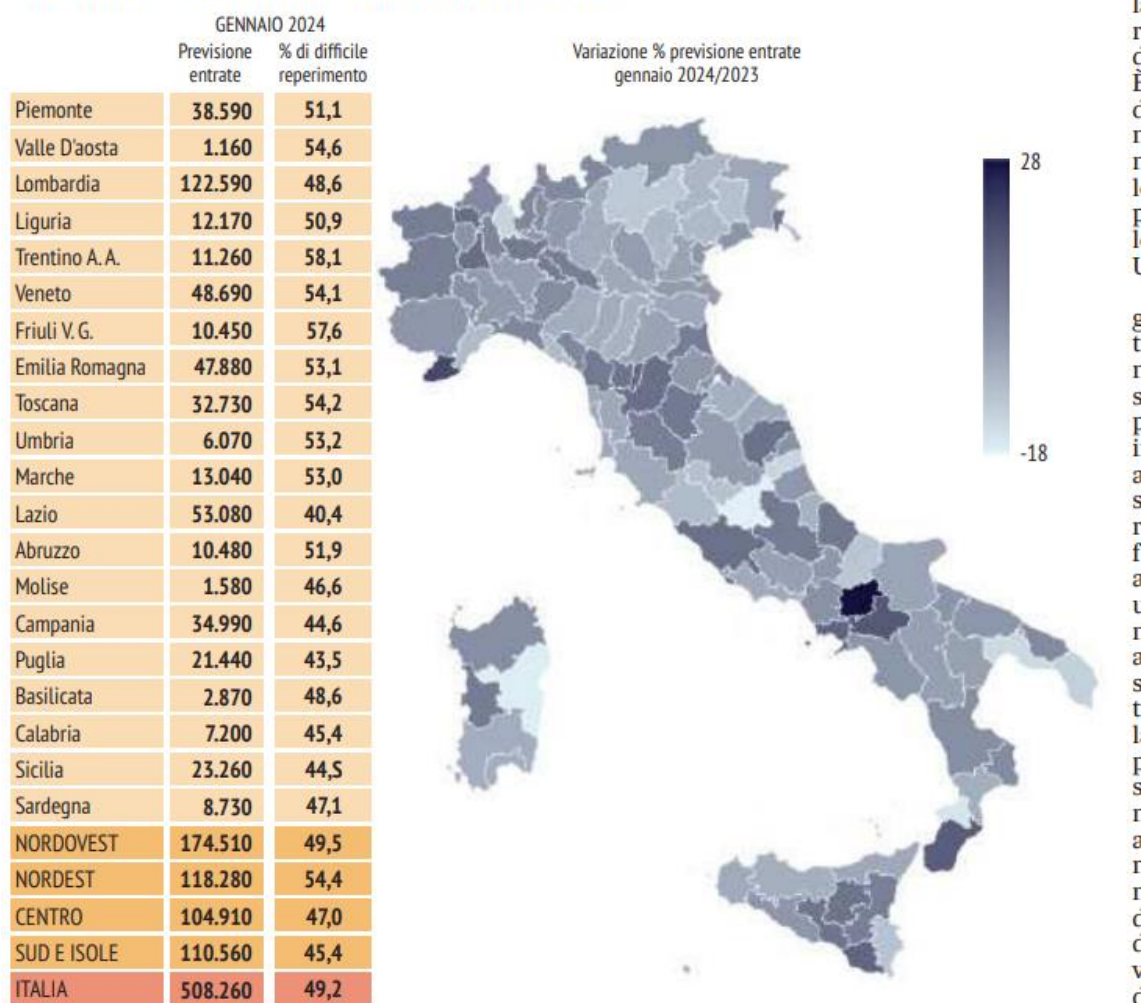 GENNAIO 2024
Previsione entrate % di difficile reperimento
Piemonte 38.590 51,1
Valle D'aosta 1.160 54,6
Lombardia 122.590 48,6
Liguria 12.170 50,9
Trentino A. A. 11.260 58,1
Veneto 48.690 54,1
Friuli V. G. 10.450 57,6
Emilia Romagna 47.880 53,1
Toscana 32.730 54,2
Umbria 6.070 53,2
Marche 13.040 53,0
Lazio 53.080 40,4
Abruzzo 10.480 51,9
Molise 1.580 46,6
Campania 34.990 44,6
Puglia 21.440 43,5
Basilicata 2.870 48,6
Calabria 7.200 45,4
Sicilia 23.260 44,S
Sardegna 8.730 47,1
NORDOVEST 174.510 49,5
NORDEST 118.280 54,4
CENTRO 104.910 47,0
SUD E ISOLE 110.560 45,4
ITALIA 508.260 49,2
Variazione % previsione entrate
gennaio 2024/2023
28
-18